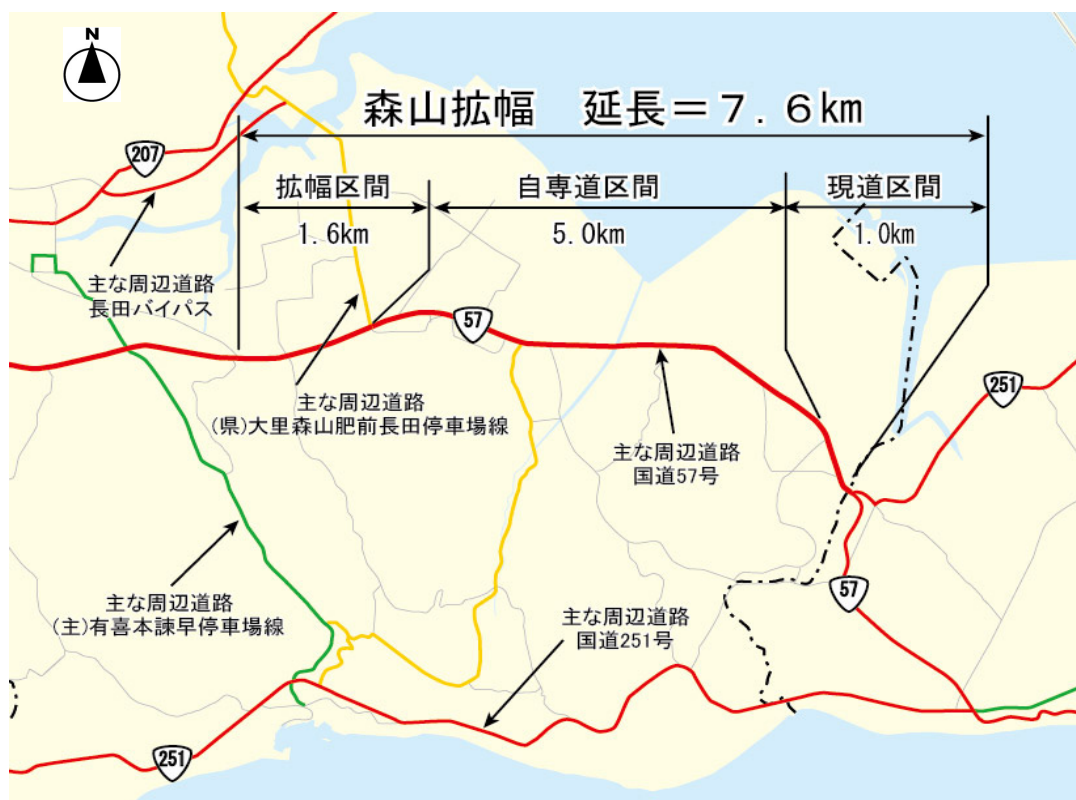 N
森山拡幅　延長＝７．６㎞
207
拡幅区間
自専道区間
現道区間
1.6km
5.0km
1.0km
主な周辺道路
長田バイパス
57
251
主な周辺道路
(県)大里森山肥前長田停車場線
主な周辺道路
国道57号
主な周辺道路
(主)有喜本諫早停車場線
57
主な周辺道路
国道251号
251